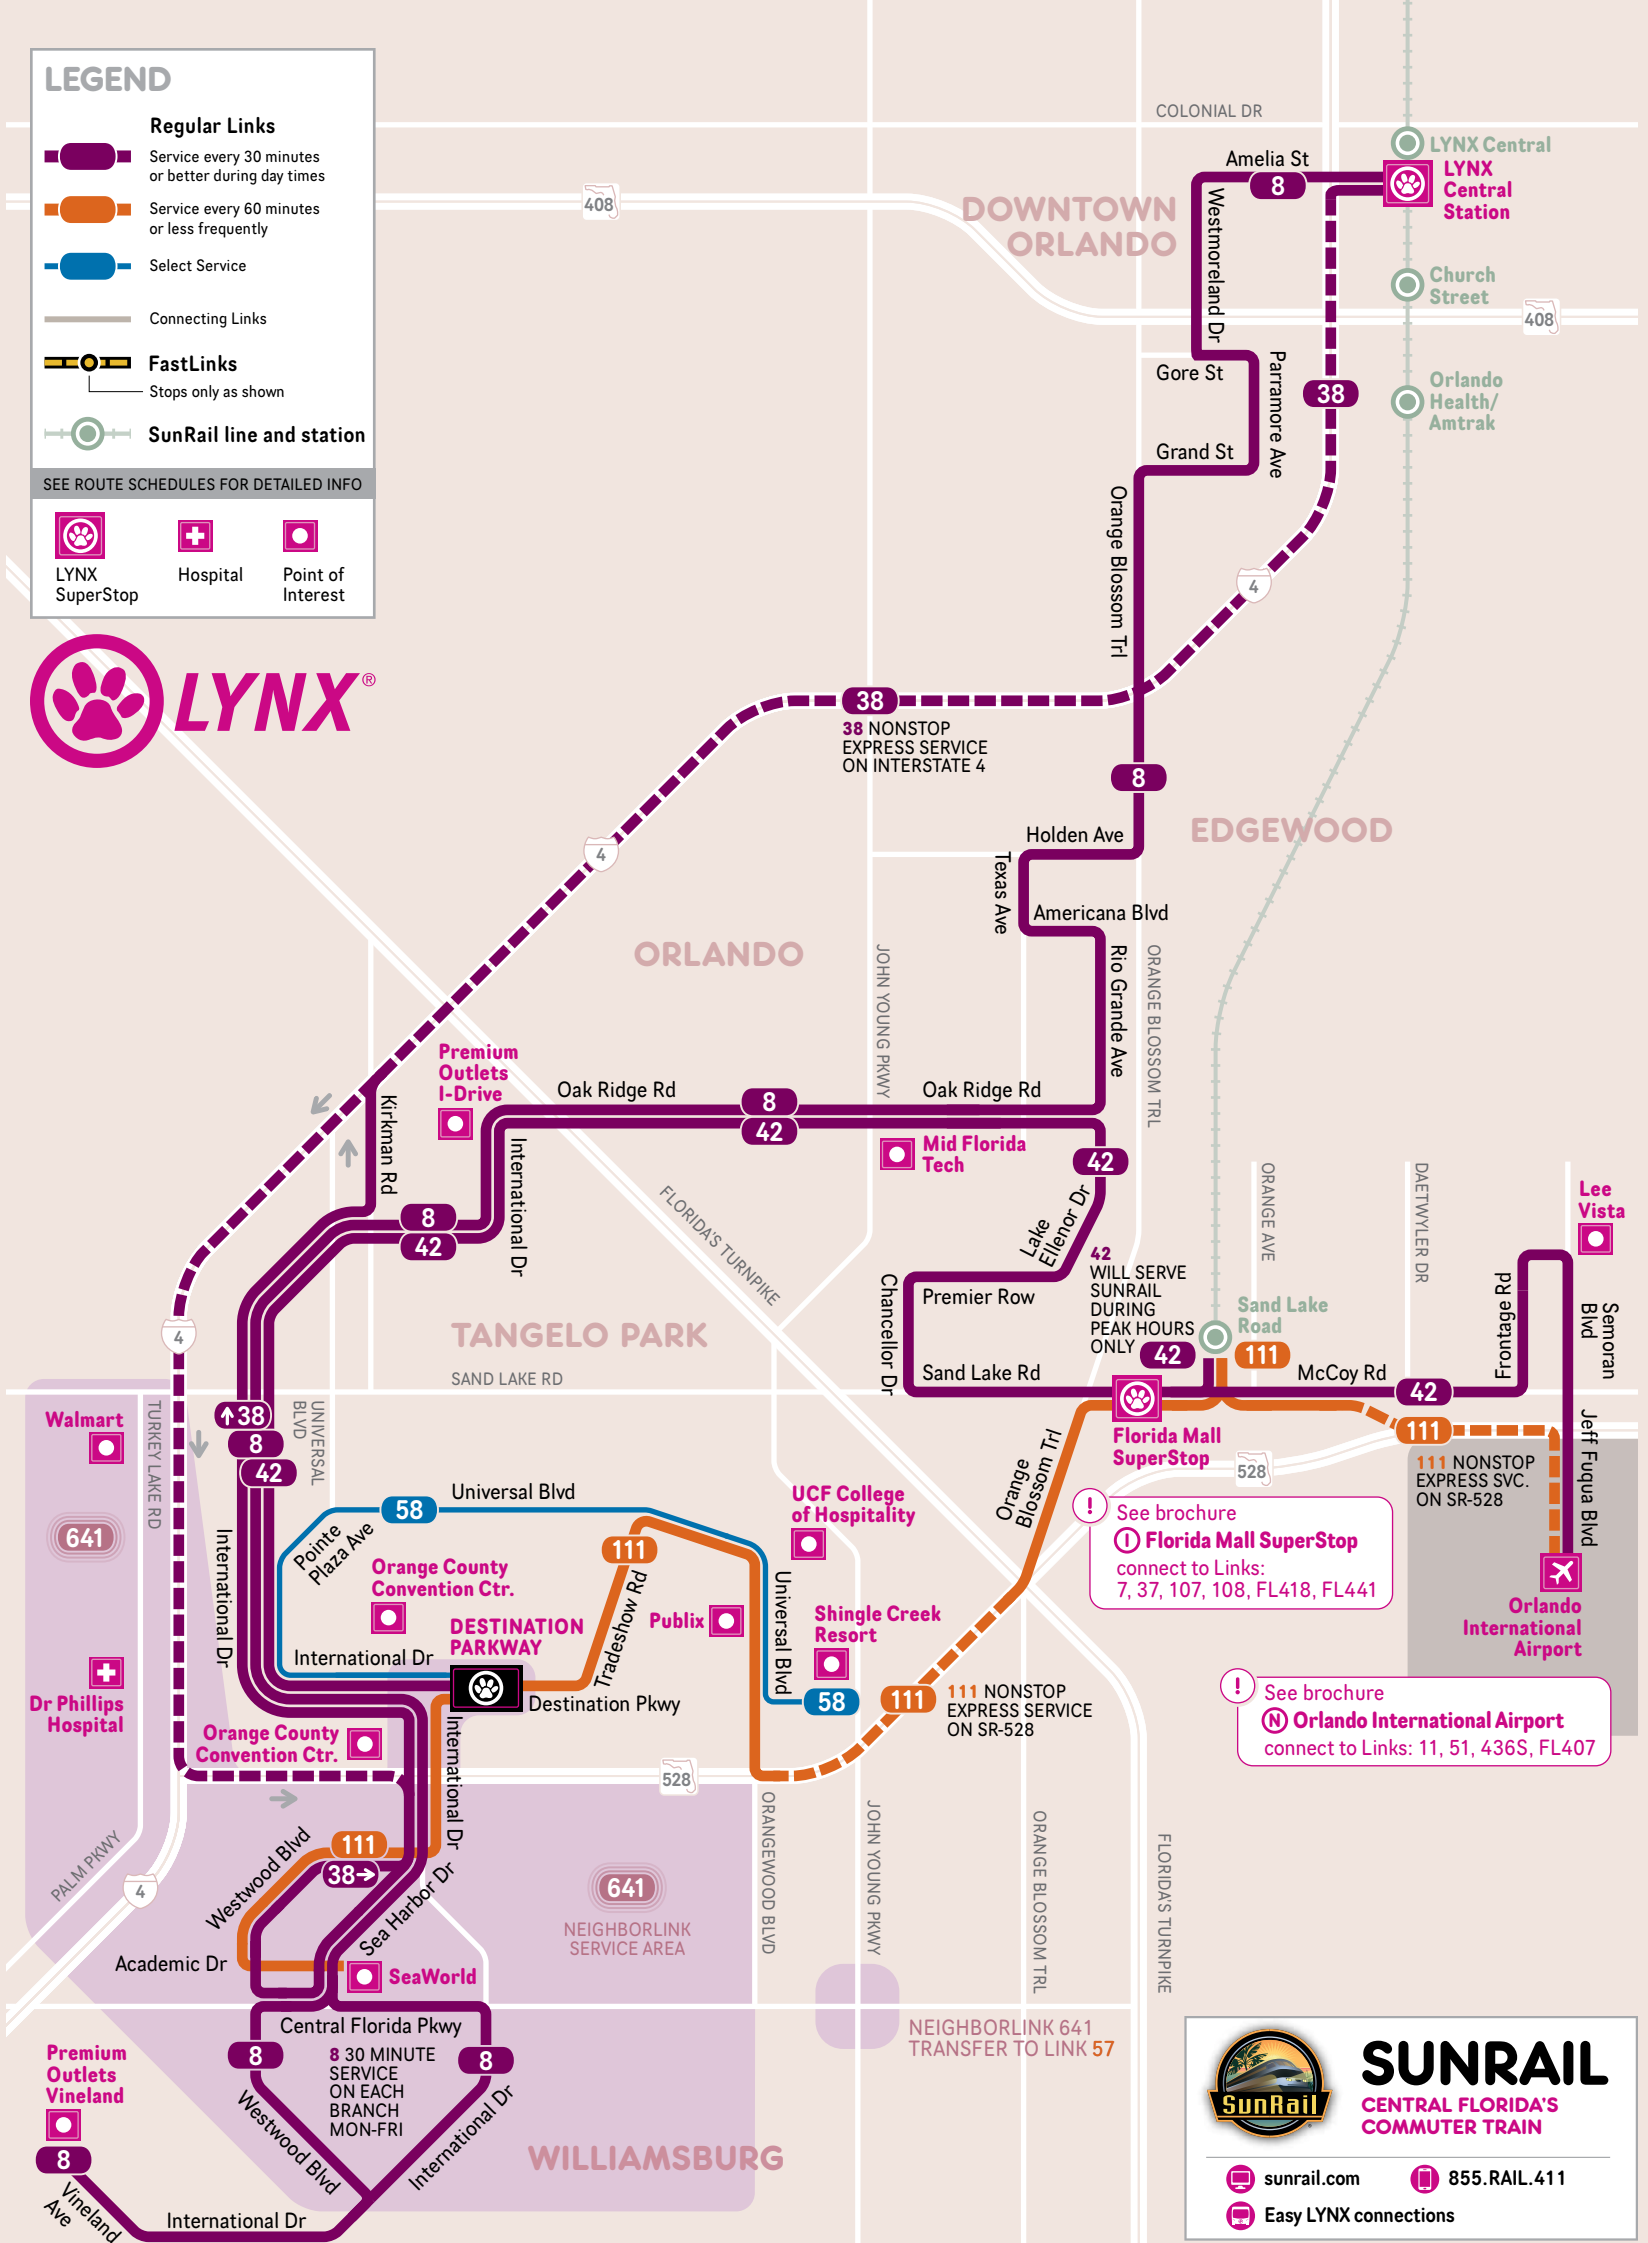 LEGEND
Regular Links
Service every 30 minutes
or better during day times
Service every 60 minutes
or less frequently
Select Service
Connecting Links
FastLinks
Stops only as shown
SunRail line and station
SEE ROUTE SCHEDULES FOR DETAILED INFO
LYNX
SuperStop
Hospital
Point of
Interest
LYNX®
COLONIAL DR
LYNX Central
LYNX
Central
Station
Amelia St
8
408
DOWNTOWN
ORLANDO
Westmoreland Dr
Church
Street
408
Gore St
Parramore Ave
38
Orlando
Health/
Amtrak
Grand St
Orange Blossom Trl
4
38
38 NONSTOP
EXPRESS SERVICE
ON INTERSTATE 4
8
EDGEWOOD
Holden Ave
4
Texas Ave
Americana Blvd
ORLANDO
JOHN YOUNG PKWY
Rio Grande Ave
ORANGE BLOSSOM TRL
Premium
Outlets
I-Drive
Oak Ridge Rd
8
42
Oak Ridge Rd
Kirkman Rd
International Dr
Mid Florida
Tech
42
FLORIDA'S TURNPIKE
Lake
Ellenor Dr
ORANGE AVE
DAETWYLER DR
Lee
Vista
8
42
42
WILL SERVE
SUNRAIL
DURING
PEAK HOURS
ONLY
Chancellor Dr
Premier Row
Sand Lake
Road
Frontage Rd
Semoran
Blvd
4
TANGELO PARK
42
111
SAND LAKE RD
Sand Lake Rd
McCoy Rd
42
Walmart
TURKEY LAKE RD
38
8
42
UNIVERSAL
BLVD
Florida Mall
SuperStop
111
Jeff Fuqua Blvd
111 NONSTOP
EXPRESS SVC.
ON SR-528
528
Orange
Blossom Trl
Universal Blvd
58
UCF College
of Hospitality
! See brochure
I Florida Mall SuperStop
connect to Links:
7, 37, 107, 108, FL418, FL441
641
International Dr
Pointe
Plaza Ave
111
Orange County
Convention Ctr.
Tradeshow Rd
Publix
Universal Blvd
Shingle Creek
Resort
Orlando
International
Airport
DESTINATION
PARKWAY
International Dr
Destination Pkwy
58
111
111 NONSTOP
EXPRESS SERVICE
ON SR-528
! See brochure
N Orlando International Airport
connect to Links: 11, 51, 436S, FL407
Dr Phillips
Hospital
Orange County
Convention Ctr.
International Dr
528
ORANGEWOOD BLVD
JOHN YOUNG PKWY
ORANGE BLOSSOM TRL
FLORIDA'S TURNPIKE
PALM PKWY
4
Westwood Blvd
111
38
Sea Harbor Dr
641
NEIGHBORLINK
SERVICE AREA
Academic Dr
SeaWorld
Central Florida Pkwy
8
8 30 MINUTE
SERVICE
ON EACH
BRANCH
MON-FRI
8
NEIGHBORLINK 641
TRANSFER TO LINK 57
Premium
Outlets
Vineland
8
Westwood Blvd
International Dr
WILLIAMSBURG
Vineland
Ave
International Dr
SunRail
SUNRAIL
CENTRAL FLORIDA'S
COMMUTER TRAIN
sunrail.com
855.RAIL.411
Easy LYNX connections